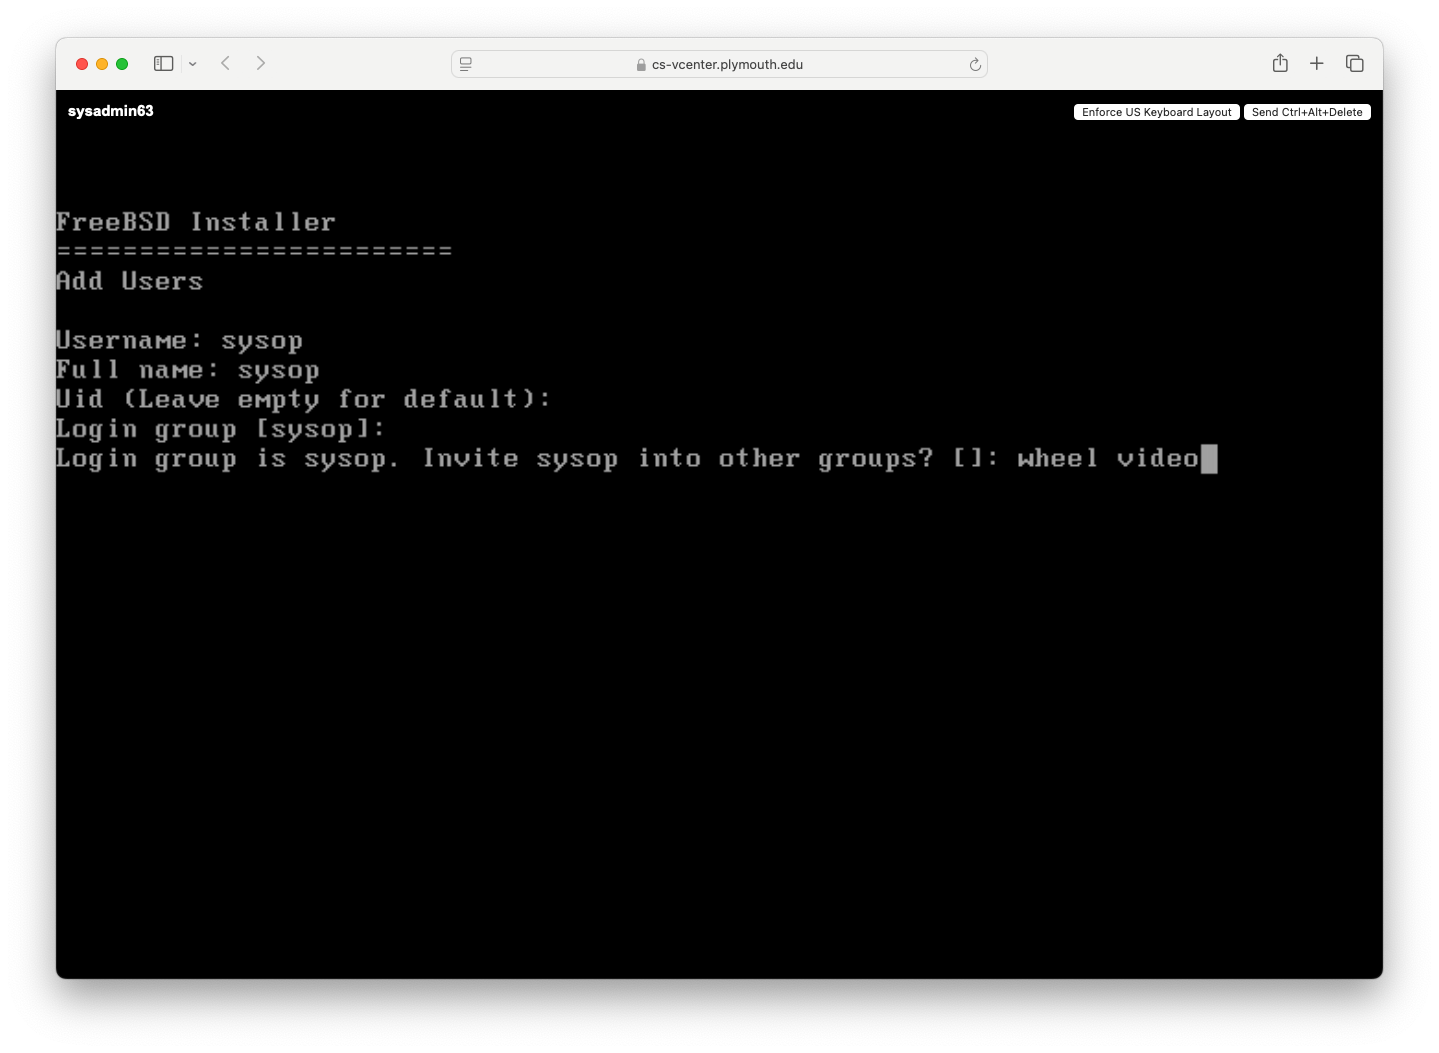 cs-vcenter.plymouth.edu
sysadmin63
Enforce US Keyboard Layout
Send Ctrl+Alt+Delete
FreeBSD Installer
========================
Add Users
Username: sysop
Full name: sysop
Uid (Leave empty for default):
Login group [sysop]:
Login group is sysop. Invite sysop into other groups? []: wheel video